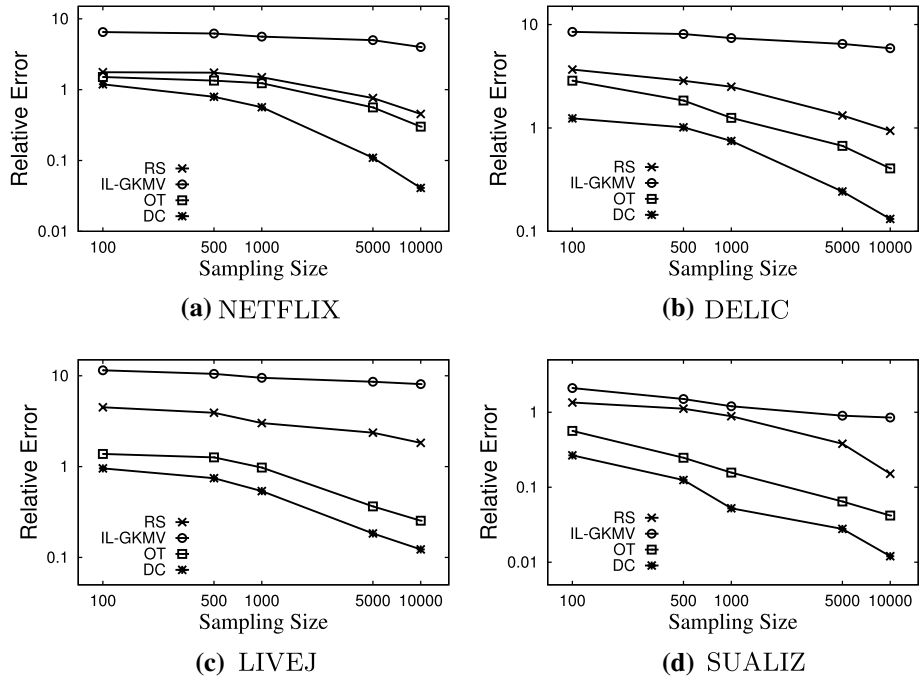 10
1
0.1
0.01
Relative Error
RS
IL-GKMV
OT
DC
100 500 1000 5000 10000
Sampling Size
(a) NETFLIX
10
1
0.1
Relative Error
RS
IL-GKMV
OT
DC
100 500 1000 5000 10000
Sampling Size
(b) DELIC
10
1
0.1
Relative Error
RS
IL-GKMV
OT
DC
100 500 1000 5000 10000
Sampling Size
(c) LIVEJ
1
0.1
0.01
Relative Error
RS
IL-GKMV
OT
DC
100 500 1000 5000 10000
Sampling Size
(d) SUALIZ